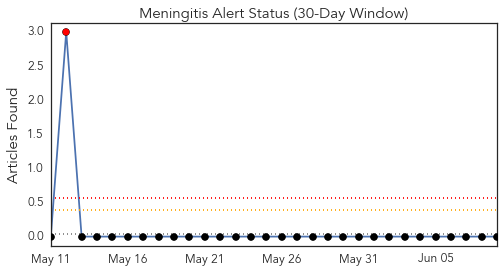 Meningitis Alert Status (30-Day Window)
Articles Found
3.0
2.5
2.0
1.5
1.0
0.5
0.0
May 11
May 16
May 21
May 26
May 31
Jun 05